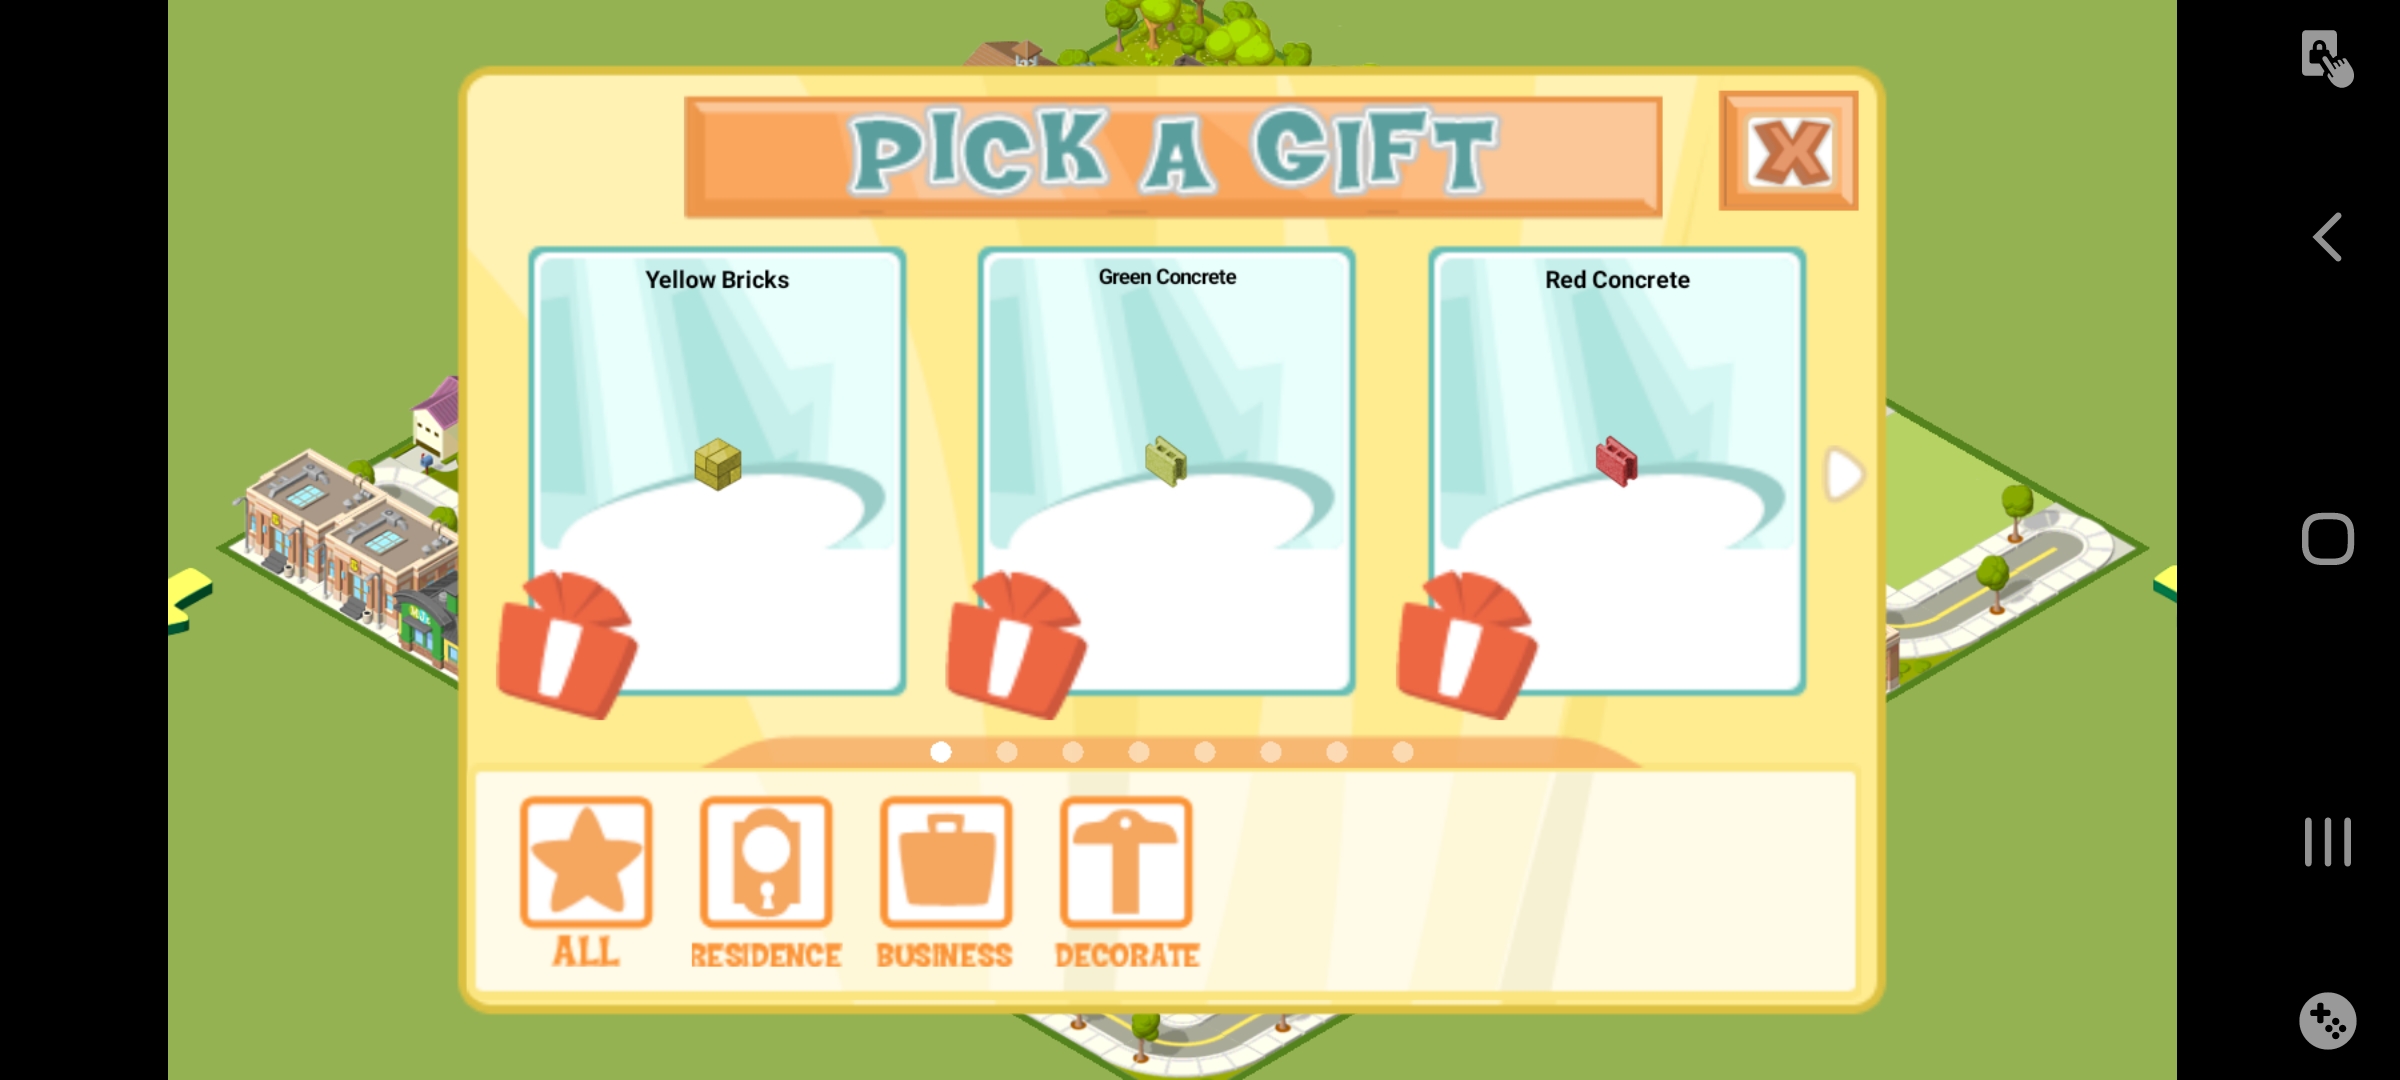 PICK A GIFT
X
Yellow Bricks
Green Concrete
Red Concrete
ALL
RESIDENCE
BUSINESS
DECORATE